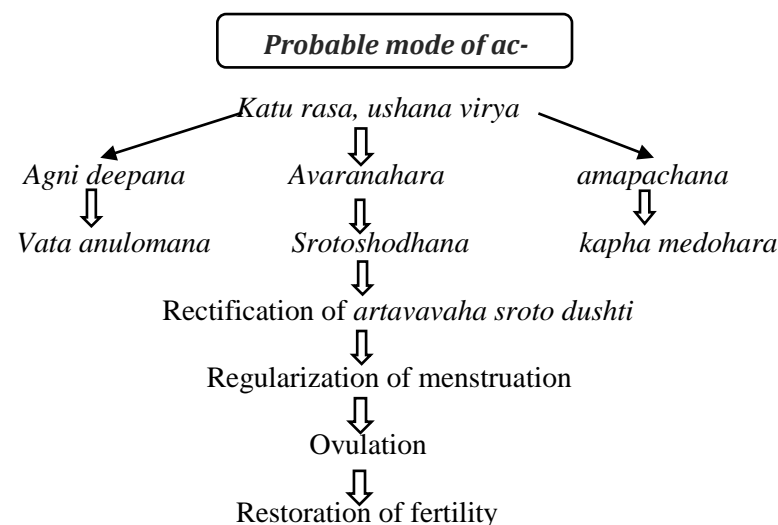 Probable mode of ac-
Katu rasa, ushana virya
Agni deepana Avaranahara amapachana
Vata anulomana Srotoshodhana kapha medohara
Rectification of artavavaha sroto dushti
Regularization of menstruation
Ovulation
Restoration of fertility